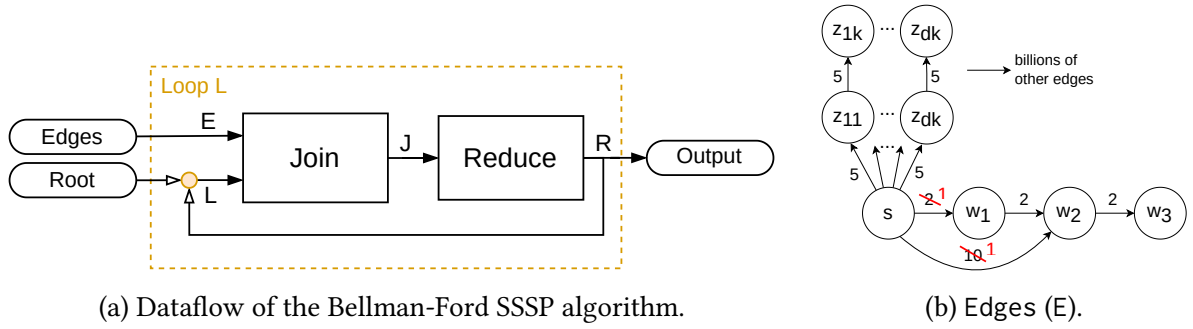 Loop L
Edges
E
Root
L
Join
J
Reduce
R
Output
(a) Dataflow of the Bellman-Ford SSSP algorithm.
z1k ... zdk
5 5
billions of
other edges
z11 ... zdk
...
5 5
s 2 1 w1 2 w2 2 w3
10 1
(b) Edges (E).